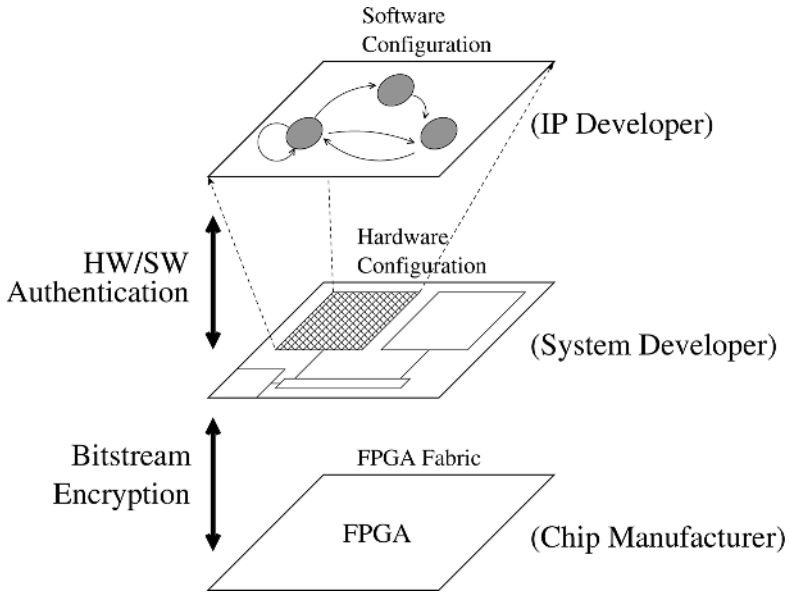 Software
Configuration
(IP Developer)
HW/SW
Authentication
Hardware
Configuration
(System Developer)
Bitstream
Encryption
FPGA Fabric
FPGA
(Chip Manufacturer)